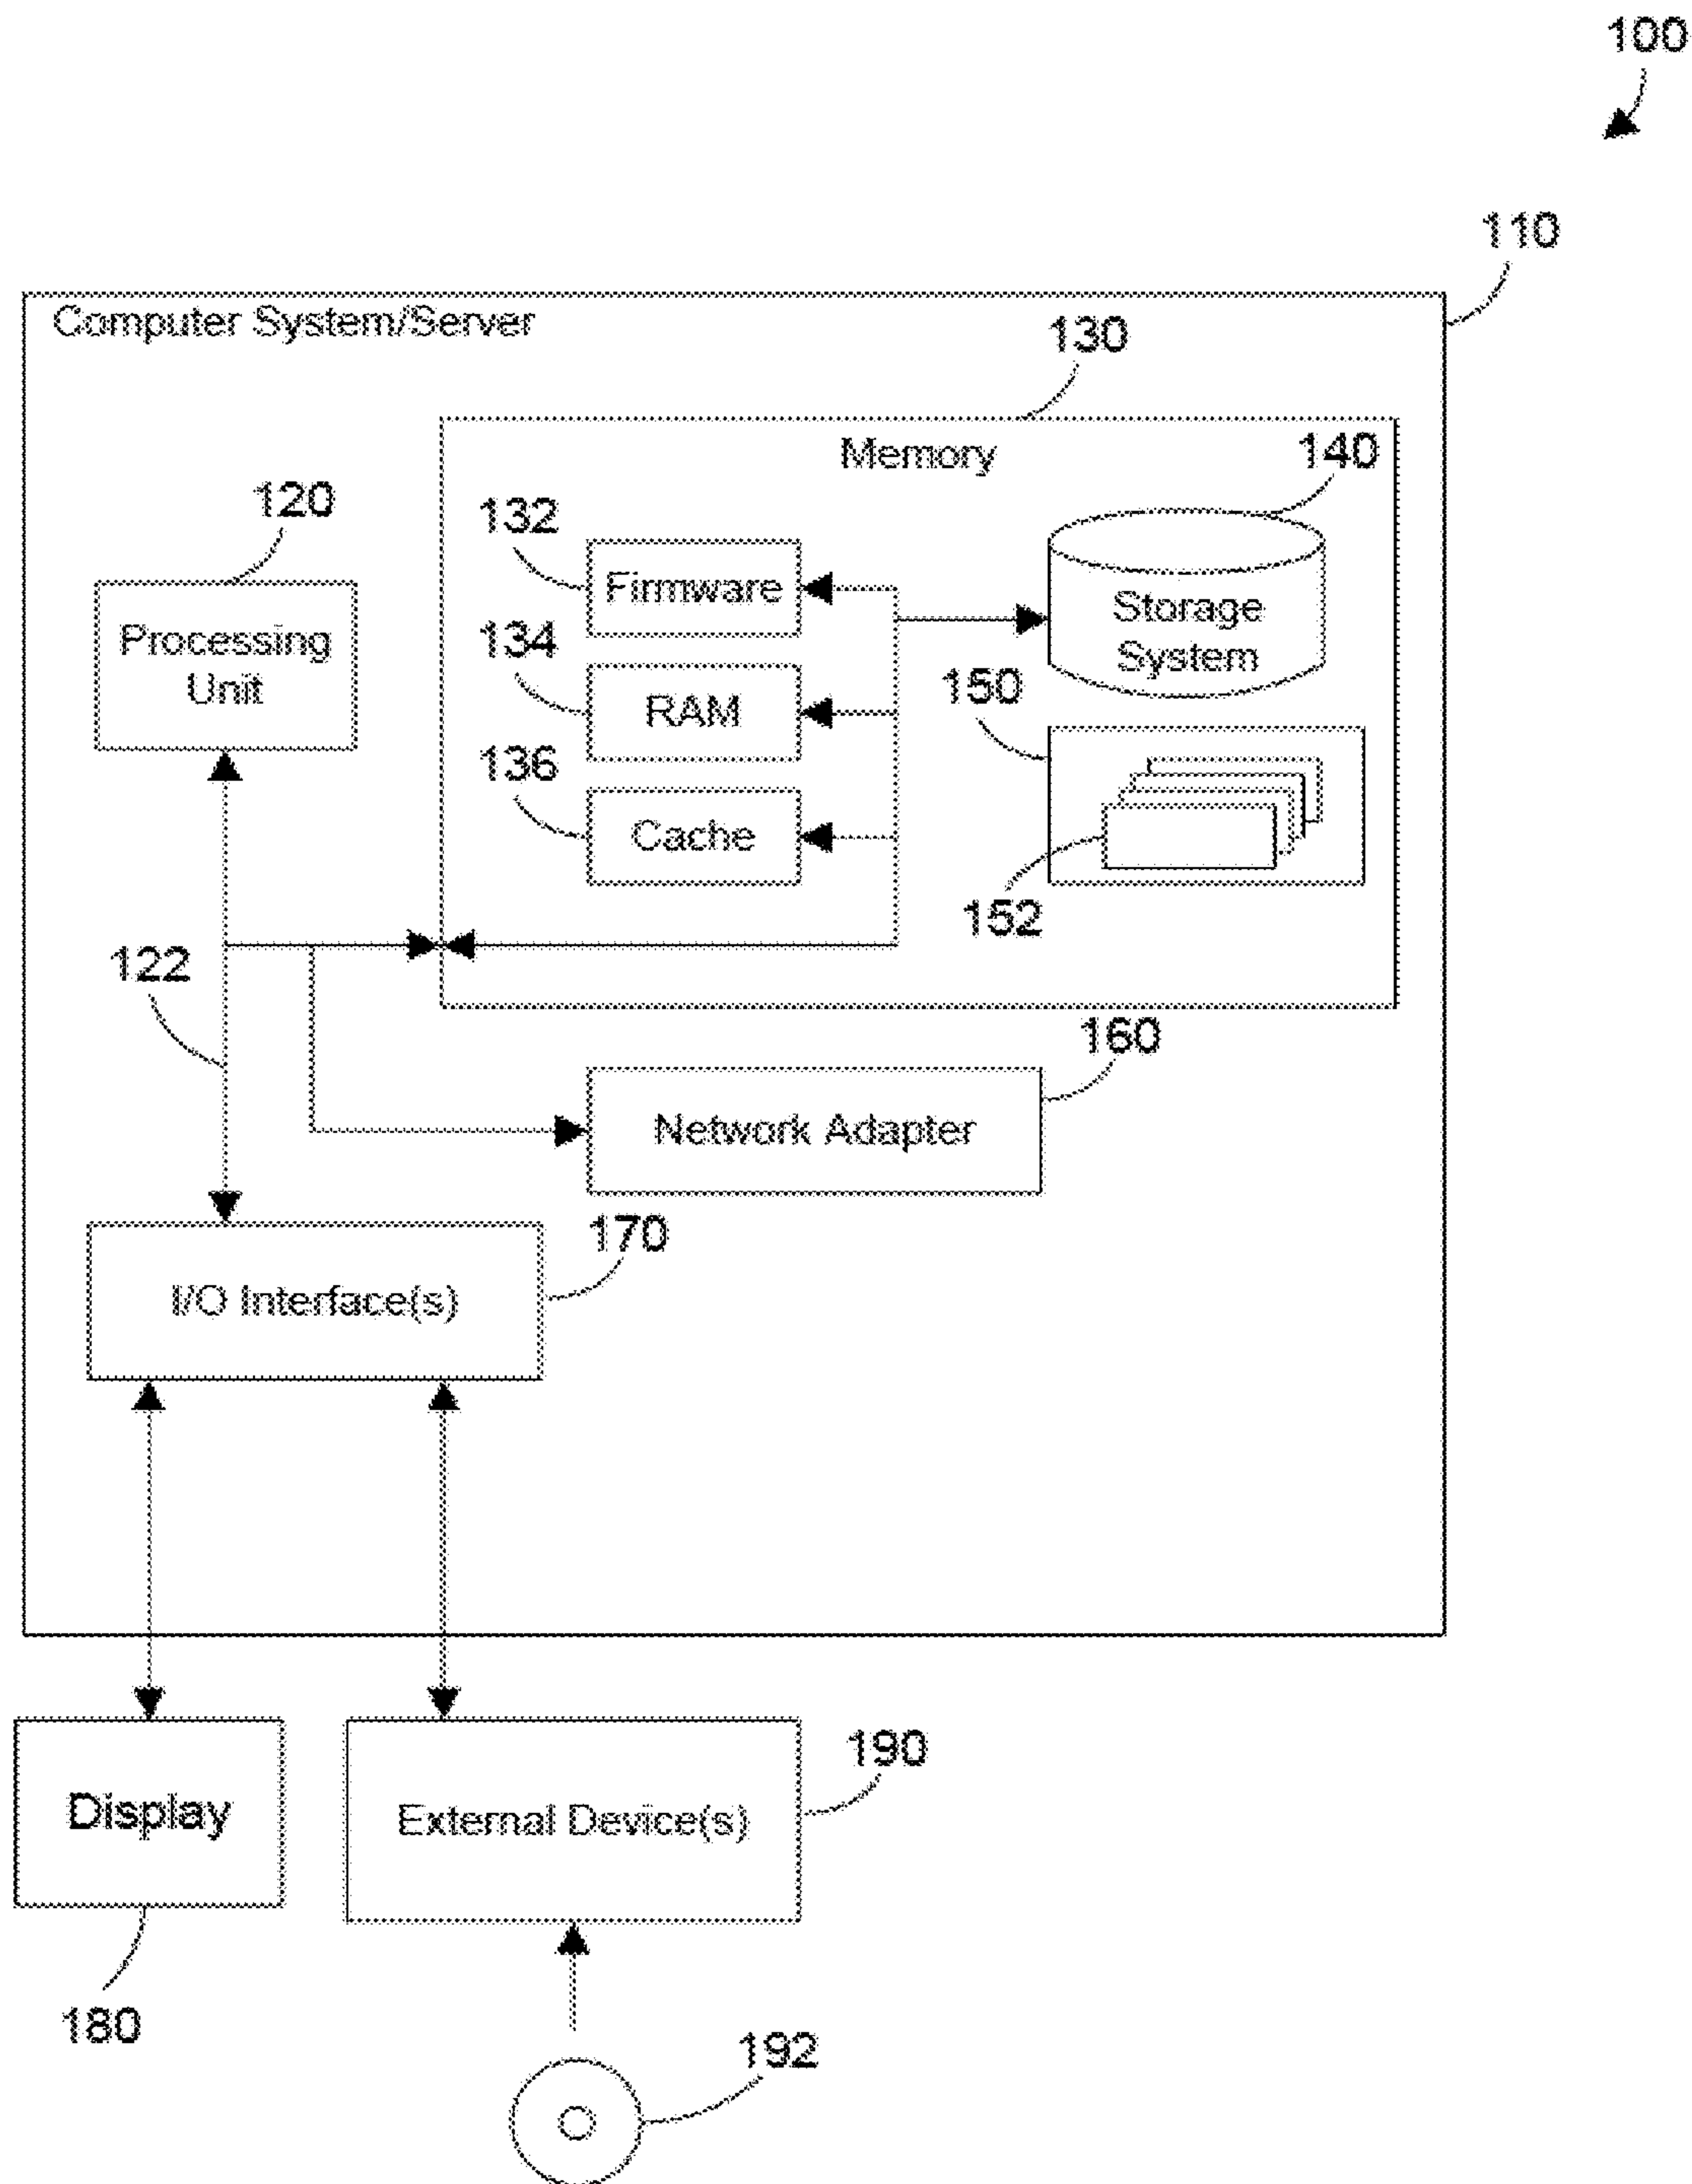 100
110
Computer System/Server
130
Memory
140
120
132
Firmware
Storage
System
Processing
Unit
134
RAM
150
136
Cache
152
122
160
Network Adapter
170
I/O Interface(s)
190
Display
External Device(s)
180
192